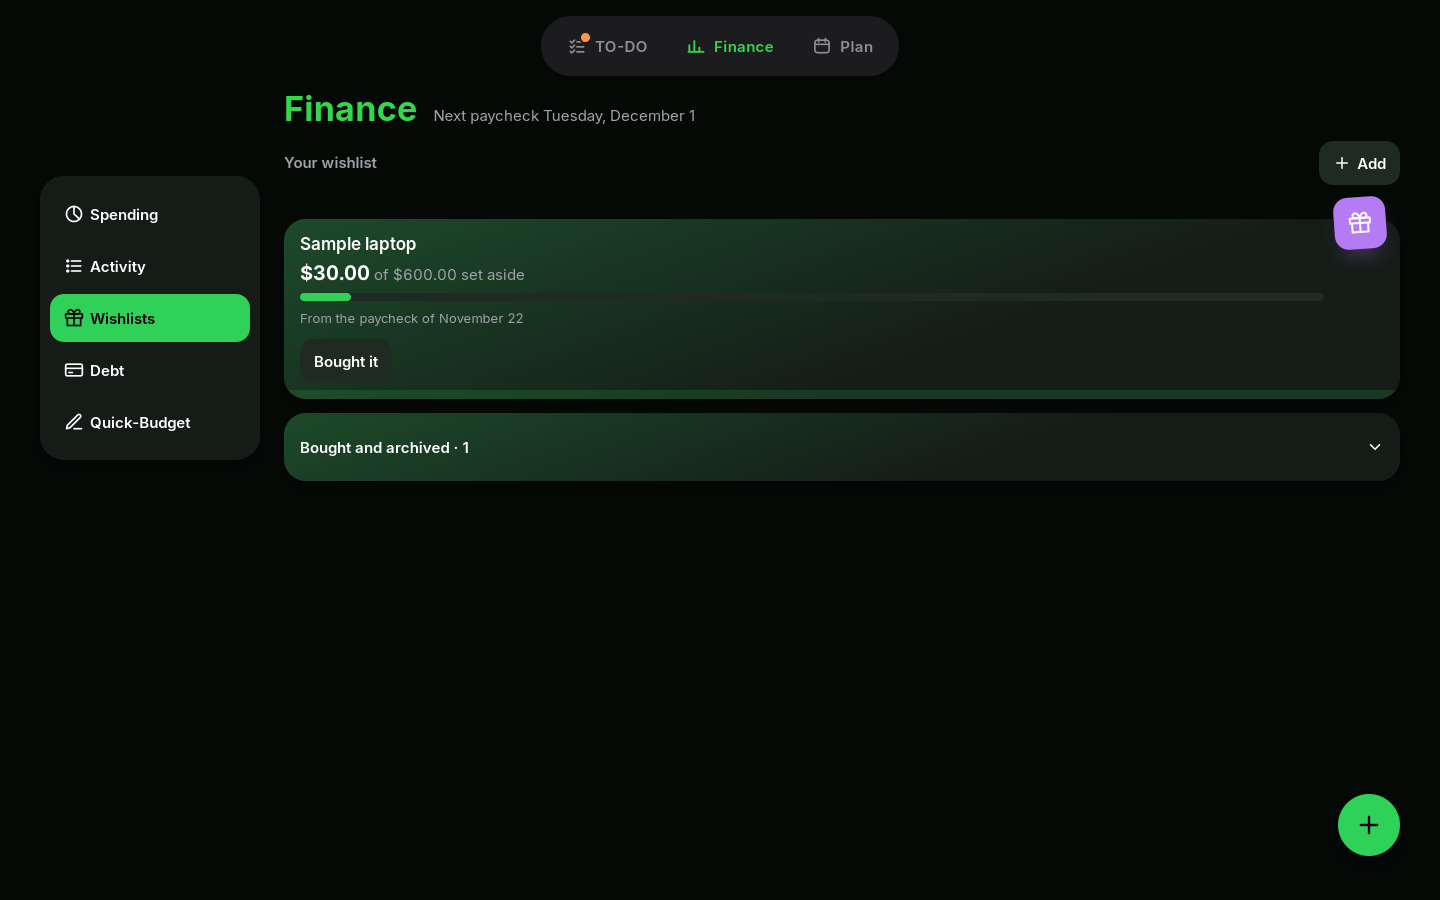 TO-DO Finance Plan
Finance Next paycheck Tuesday, December 1
Your wishlist
Add
Spending
Activity
Wishlists
Debt
Quick-Budget
Sample laptop
$30.00 of $600.00 set aside
From the paycheck of November 22
Bought it
Bought and archived · 1